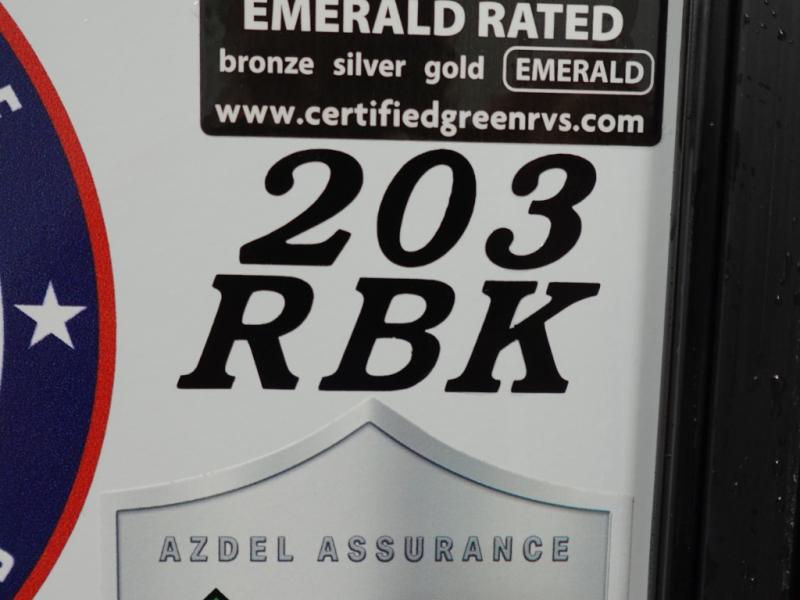 EMERALD RATED
bronze silver gold EMERALD
www.certifiedgreenrvs.com
203
RBK
AZDEL ASSURANCE